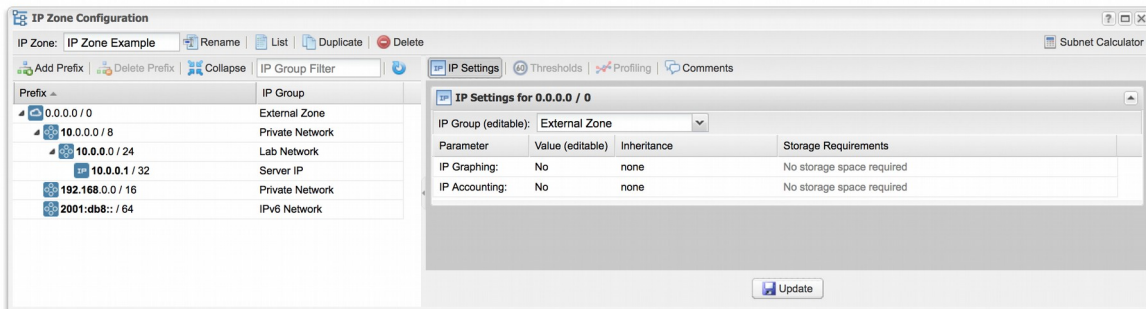 IP Zone Configuration
IP Zone: IP Zone Example Rename List Duplicate Delete Subnet Calculator
Add Prefix Delete Prefix Collapse IP Group Filter IP IP Settings 60 Thresholds Profiling Comments
Prefix IP Group
0.0.0.0 / 0 External Zone
10.0.0.0 / 8 Private Network
10.0.0.0 / 24 Lab Network
IP 10.0.0.1 / 32 Server IP
192.168.0.0 / 16 Private Network
2001:db8:: / 64 IPv6 Network
IP IP Settings for 0.0.0.0 / 0
IP Group (editable): External Zone
Parameter Value (editable) Inheritance Storage Requirements
IP Graphing: No none No storage space required
IP Accounting: No none No storage space required
Update